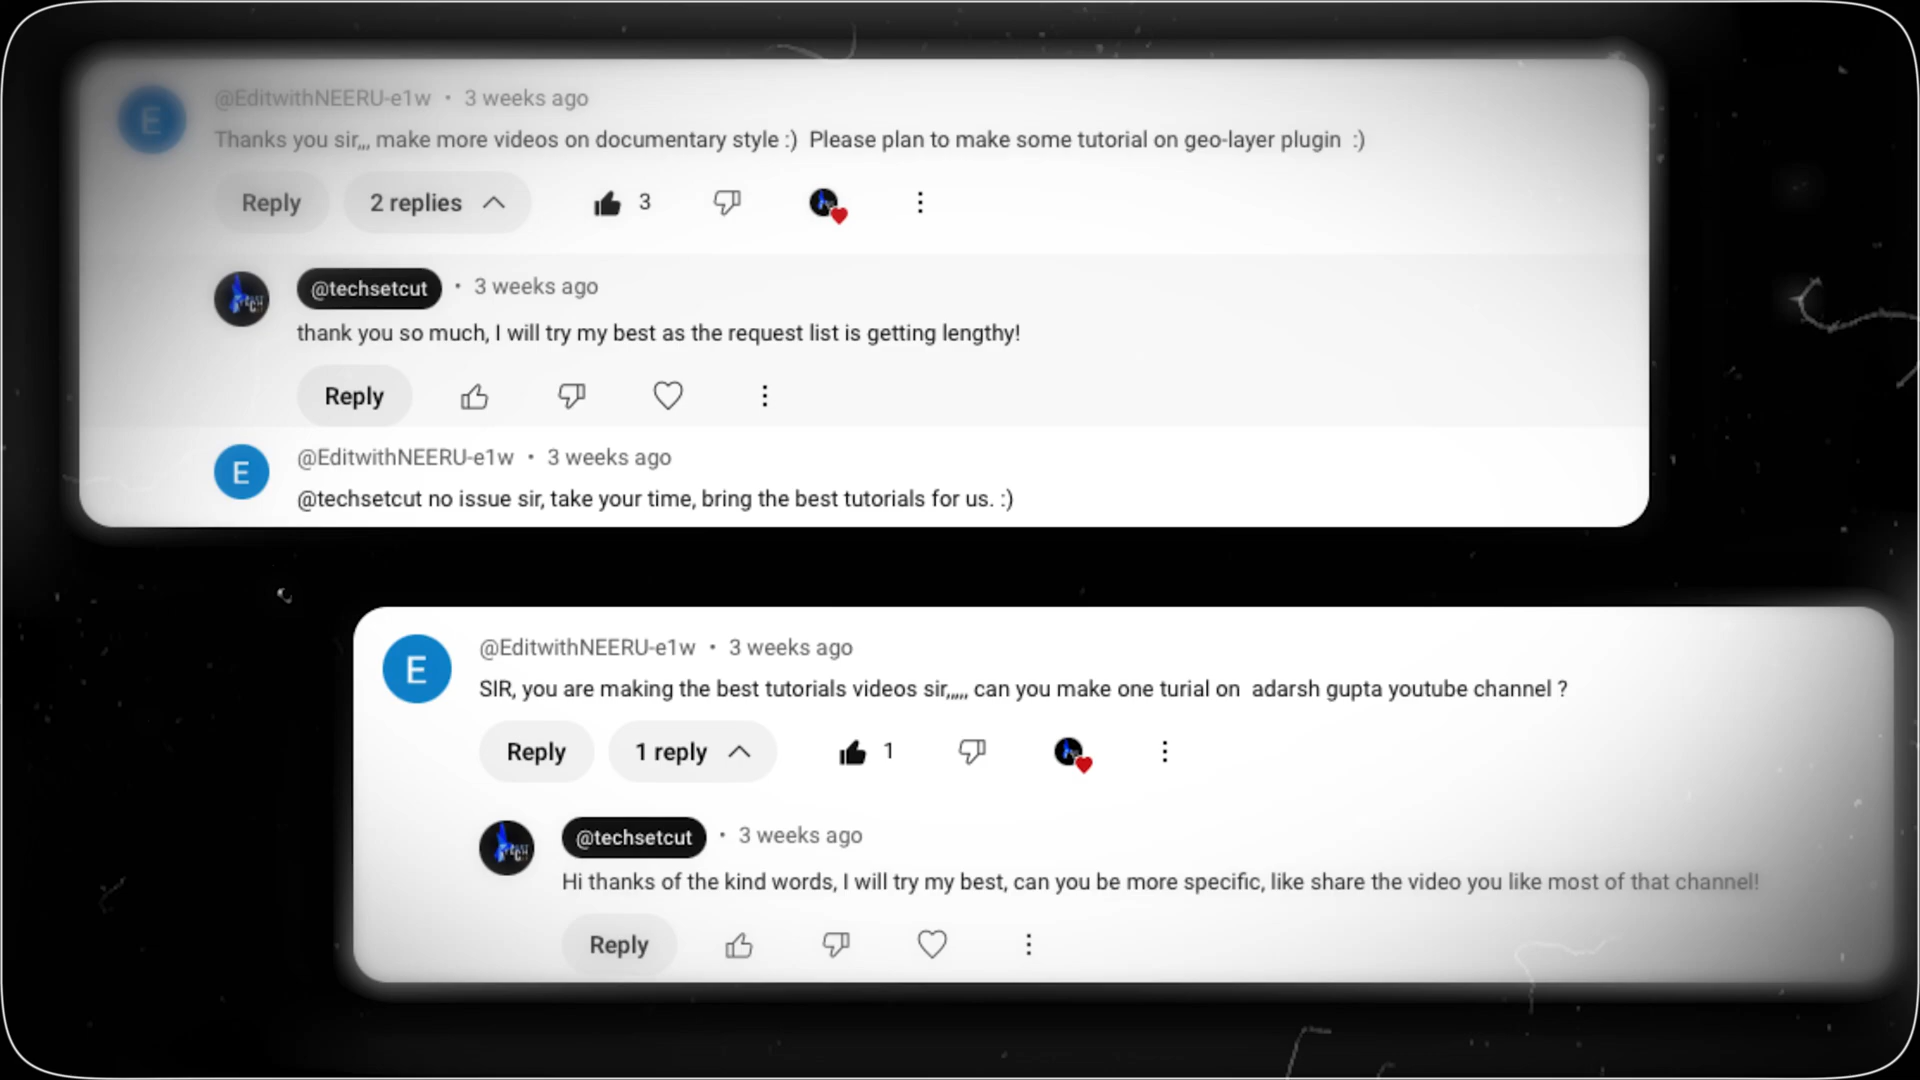 @EditwithNEERU-e1w • 3 weeks ago
Thanks you sir,,, make more videos on documentary style :) Please plan to make some tutorial on geo-layer plugin :)
Reply 2 replies 3
@techsetcut • 3 weeks ago
thank you so much, I will try my best as the request list is getting lengthy!
Reply
E @EditwithNEERU-e1w • 3 weeks ago
@techsetcut no issue sir, take your time, bring the best tutorials for us. :)
E @EditwithNEERU-e1w • 3 weeks ago
SIR, you are making the best tutorials videos sir,,,,, can you make one turial on adarsh gupta youtube channel ?
Reply 1 reply 1
@techsetcut • 3 weeks ago
Hi thanks of the kind words, I will try my best, can you be more specific, like share the video you like most of that channel!
Reply